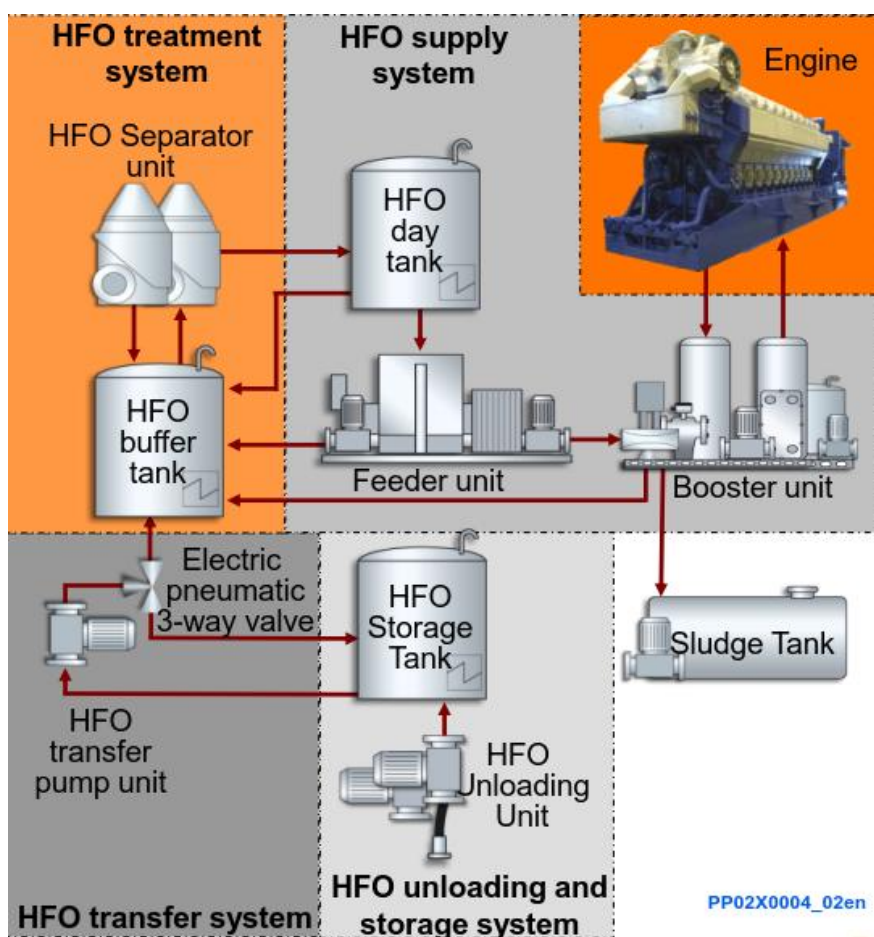 HFO treatment
system
HFO supply
system
Engine
HFO Separator
unit
HFO
day
tank
HFO
buffer
tank
Feeder unit
Booster unit
Electric
pneumatic
3-way valve
HFO
Storage
Tank
Sludge Tank
HFO
transfer
pump unit
HFO
Unloading
Unit
HFO transfer system
HFO unloading and
storage system
PP02X0004_02en